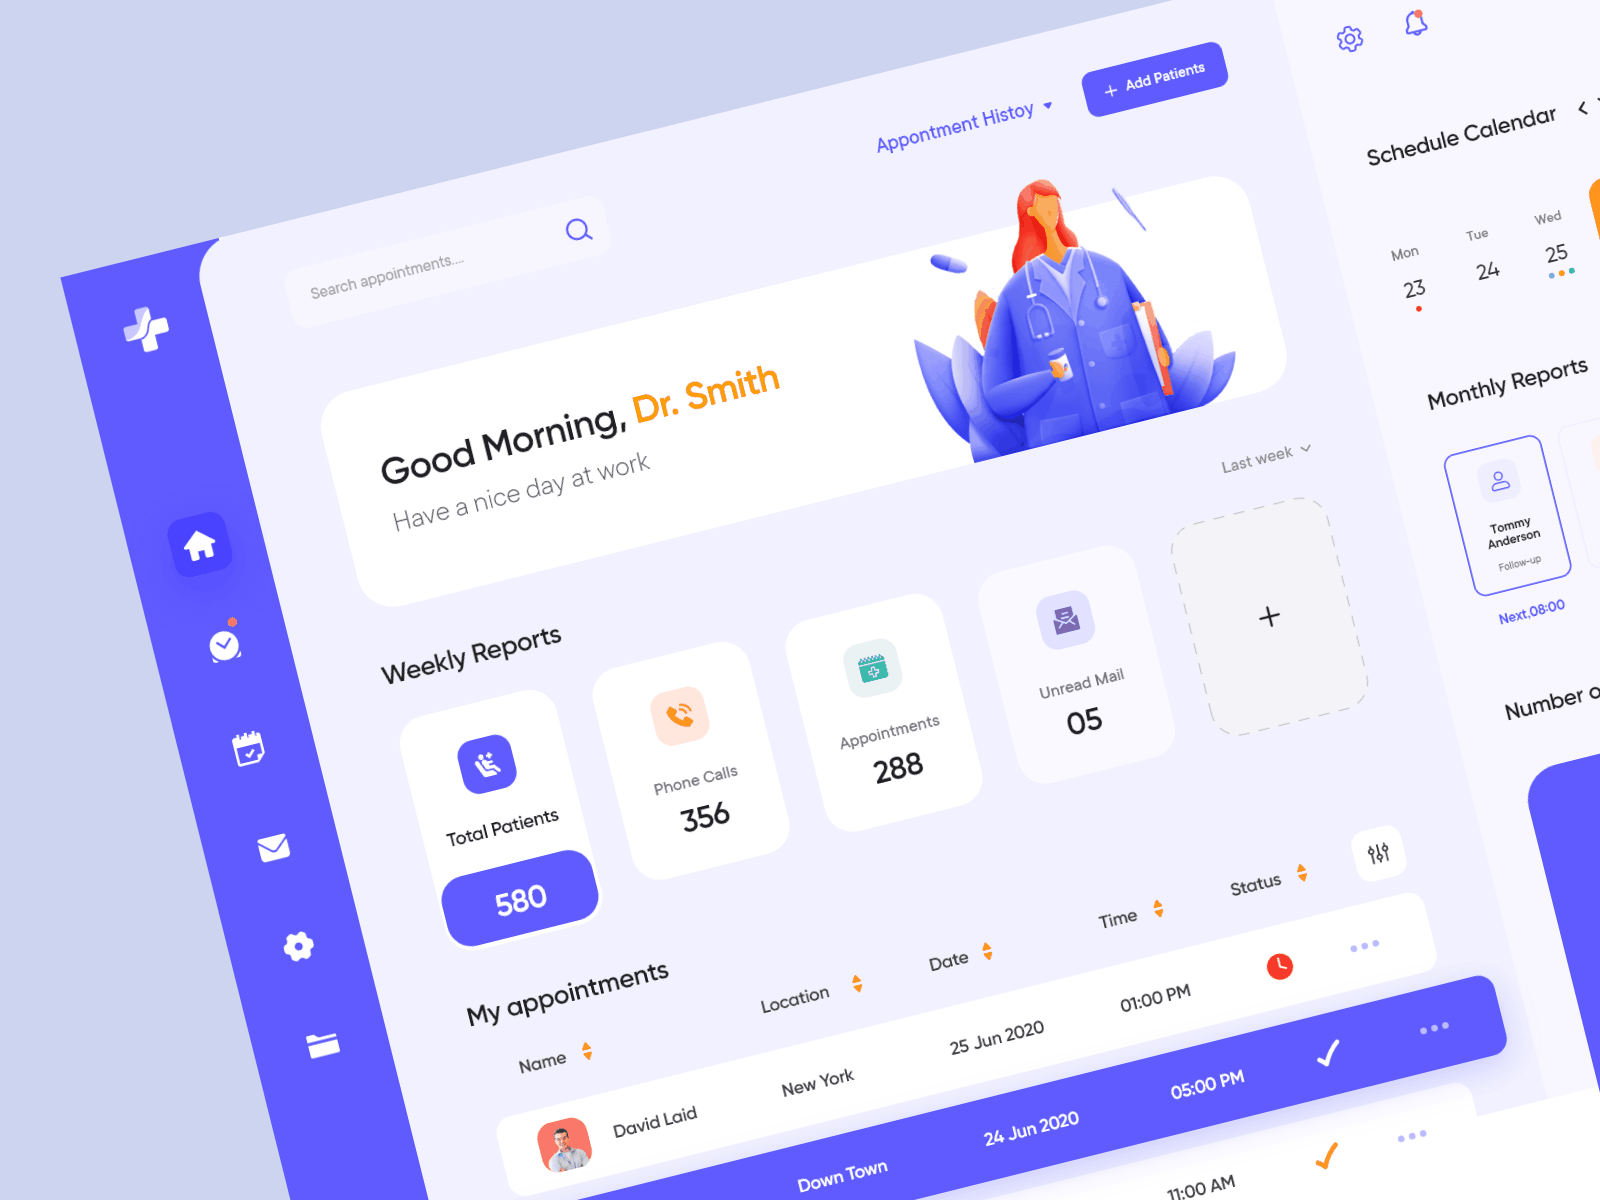 Appontment Histoy
+ Add Patients
Search appointments....
Good Morning, Dr. Smith
Have a nice day at work
Last week
Weekly Reports
Total Patients
580
Phone Calls
356
Appointments
288
Unread Mail
05
+
My appointments
Name
Location
Date
Time
Status
David Laid
New York
25 Jun 2020
01:00 PM
Down Town
24 Jun 2020
05:00 PM
11:00 AM
Schedule Calendar
Mon
Tue
Wed
23
24
25
Monthly Reports
Tommy
Anderson
Follow-up
Next,08:00
Number